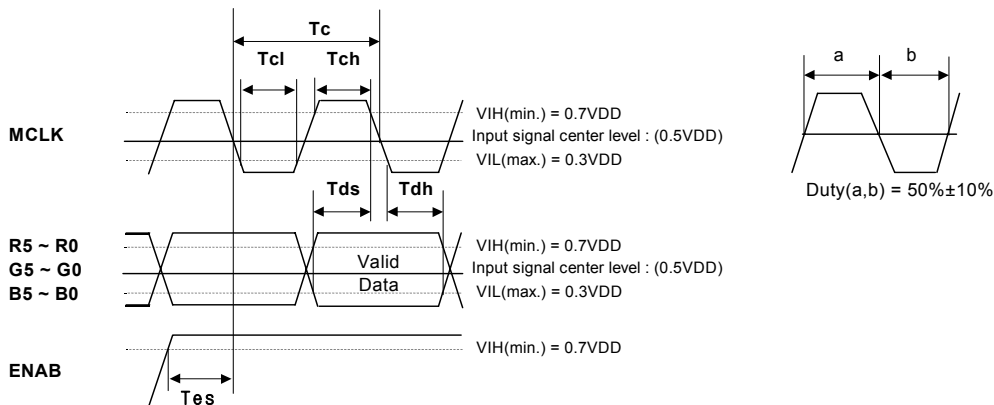 Tc
Tcl
Tch
a
b
MCLK
VIH(min.) = 0.7VDD
Input signal center level : (0.5VDD)
VIL(max.) = 0.3VDD
Duty(a,b) = 50%±10%
Tds
Tdh
R5 ~ R0
G5 ~ G0
B5 ~ B0
Valid
Data
VIH(min.) = 0.7VDD
Input signal center level : (0.5VDD)
VIL(max.) = 0.3VDD
ENAB
VIH(min.) = 0.7VDD
Tes